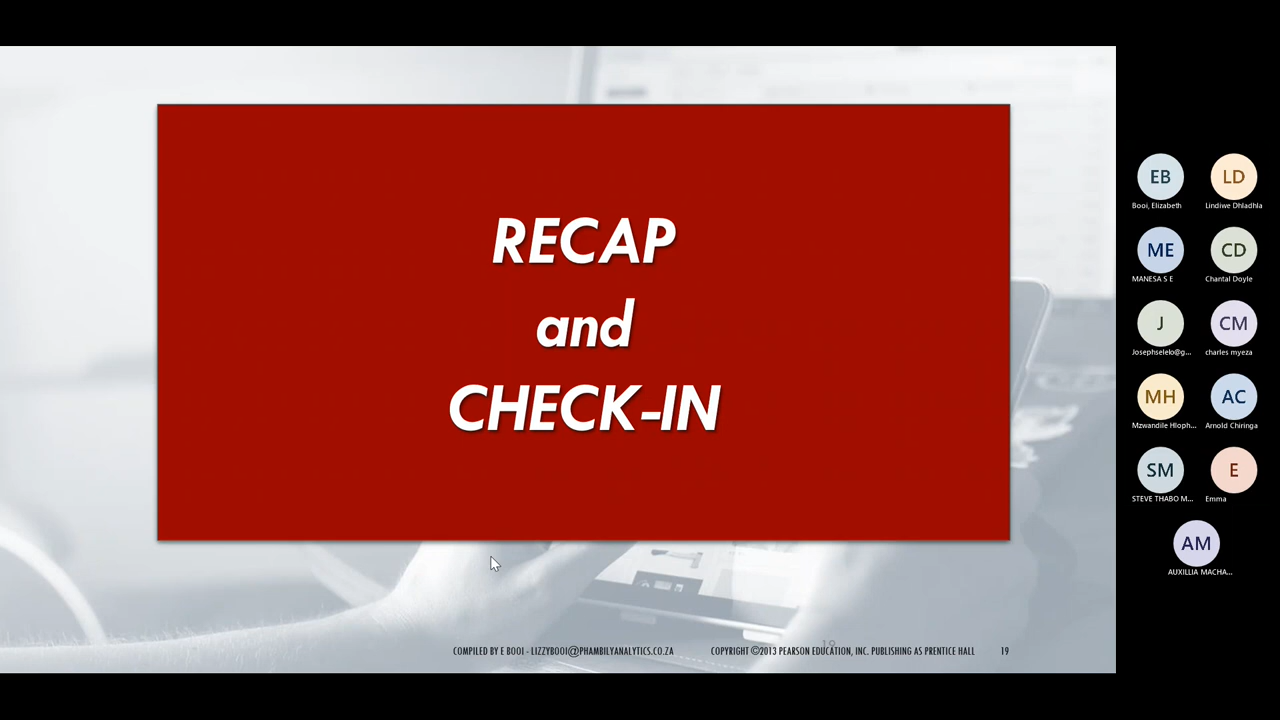 RECAP
and
CHECK-IN
COMPILED BY E BOOI - LIZZYBOOI@PHAMBILYANALYTICS.CO.ZA
COPYRIGHT ©2013 PEARSON EDUCATION, INC. PUBLISHING AS PRENTICE HALL
19
19
EB
Booi, Elizabeth
LD
Lindiwe Dhladhla
ME
MANESA S E
CD
Chantal Doyle
J
Josephselelo@g...
CM
charles myeza
MH
Mzwandile Hloph...
AC
Arnold Chiringa
SM
STEVE THABO M...
E
Emma
AM
AUXILLIA MACHA...